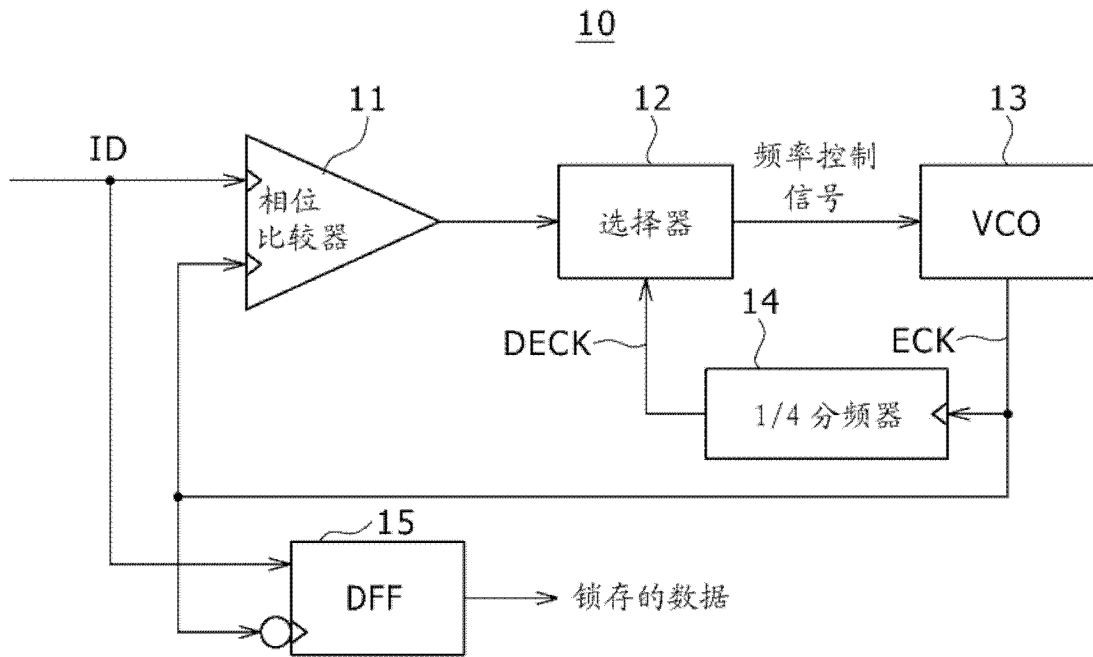 10
11
12
13
ID
频率控制
信号
相位
比较器
选择器
VCO
14
DECK
ECK
1/4 分频器
15
DFF
锁存的数据